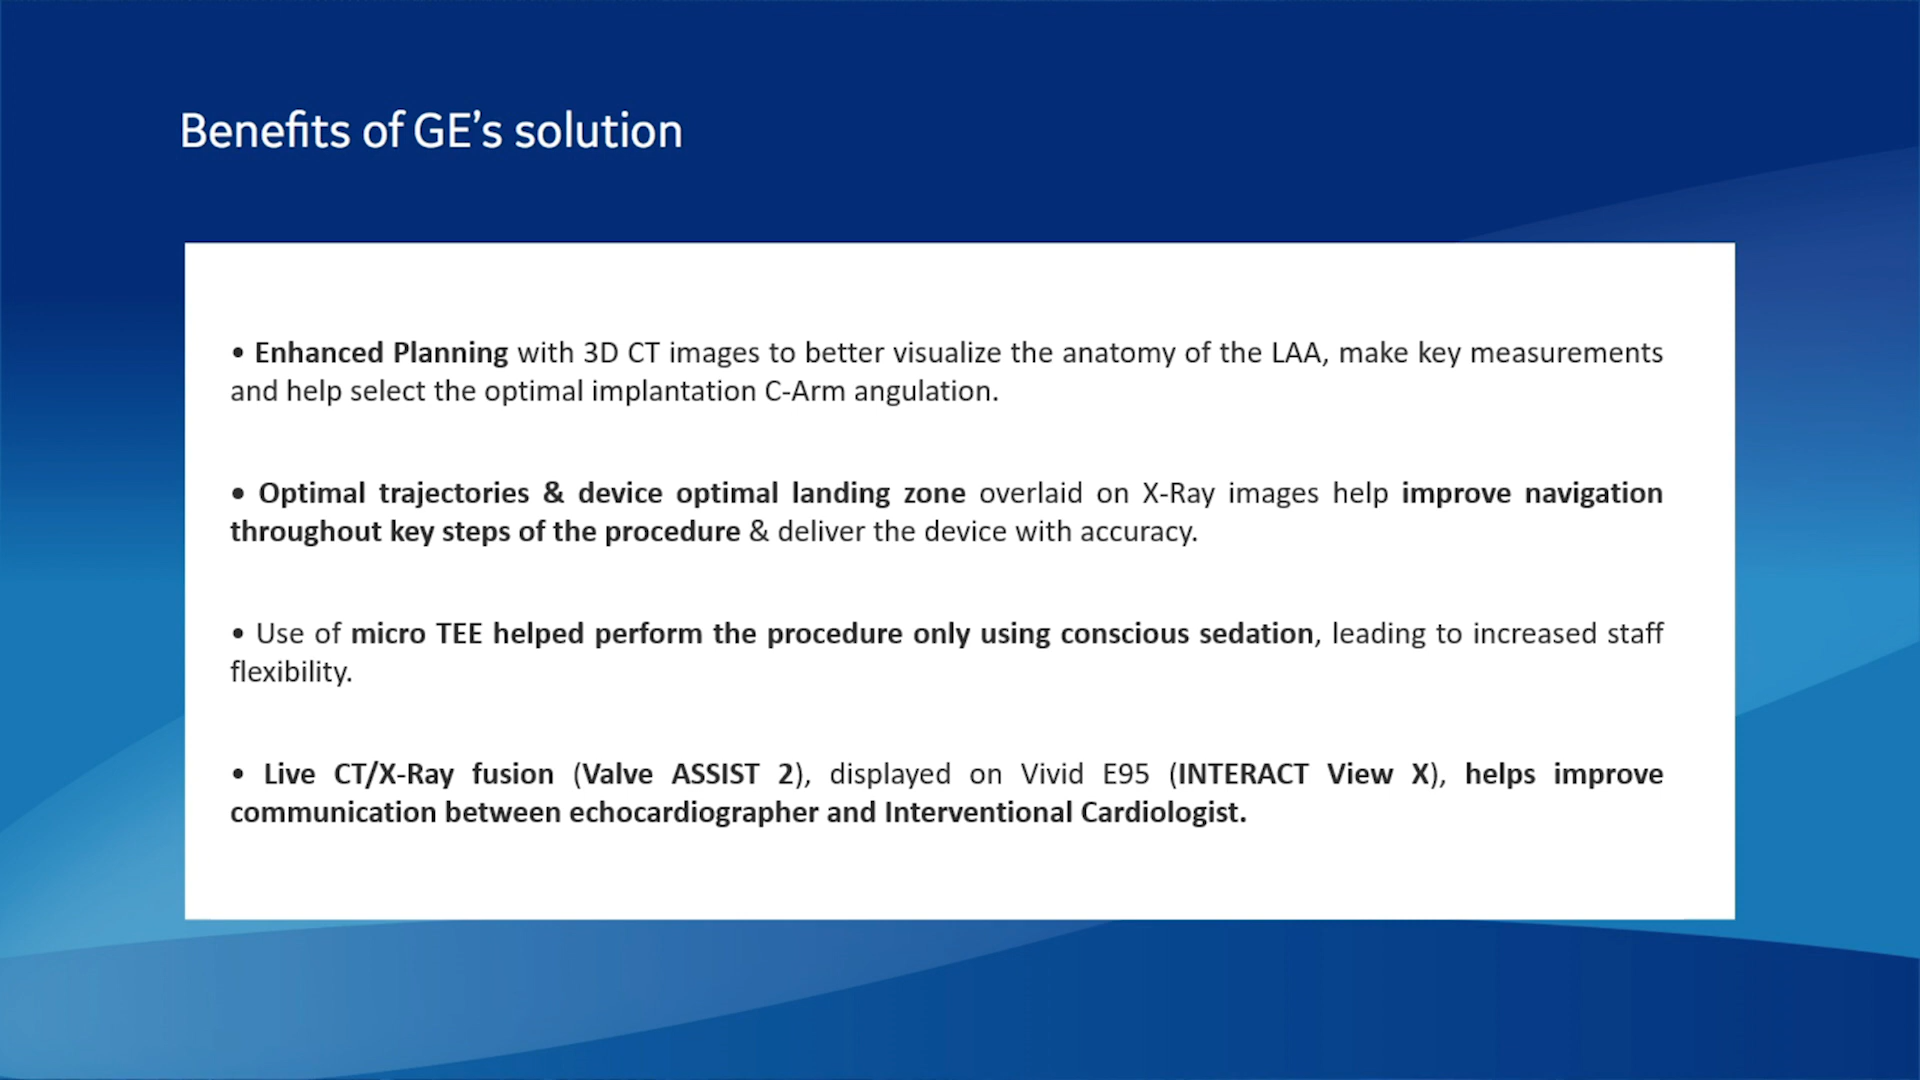 Benefits of GE’s solution
• Enhanced Planning with 3D CT images to better visualize the anatomy of the LAA, make key measurements
and help select the optimal implantation C-Arm angulation.
• Optimal trajectories & device optimal landing zone overlaid on X-Ray images help improve navigation
throughout key steps of the procedure & deliver the device with accuracy.
• Use of micro TEE helped perform the procedure only using conscious sedation, leading to increased staff
flexibility.
• Live CT/X-Ray fusion (Valve ASSIST 2), displayed on Vivid E95 (INTERACT View X), helps improve
communication between echocardiographer and Interventional Cardiologist.